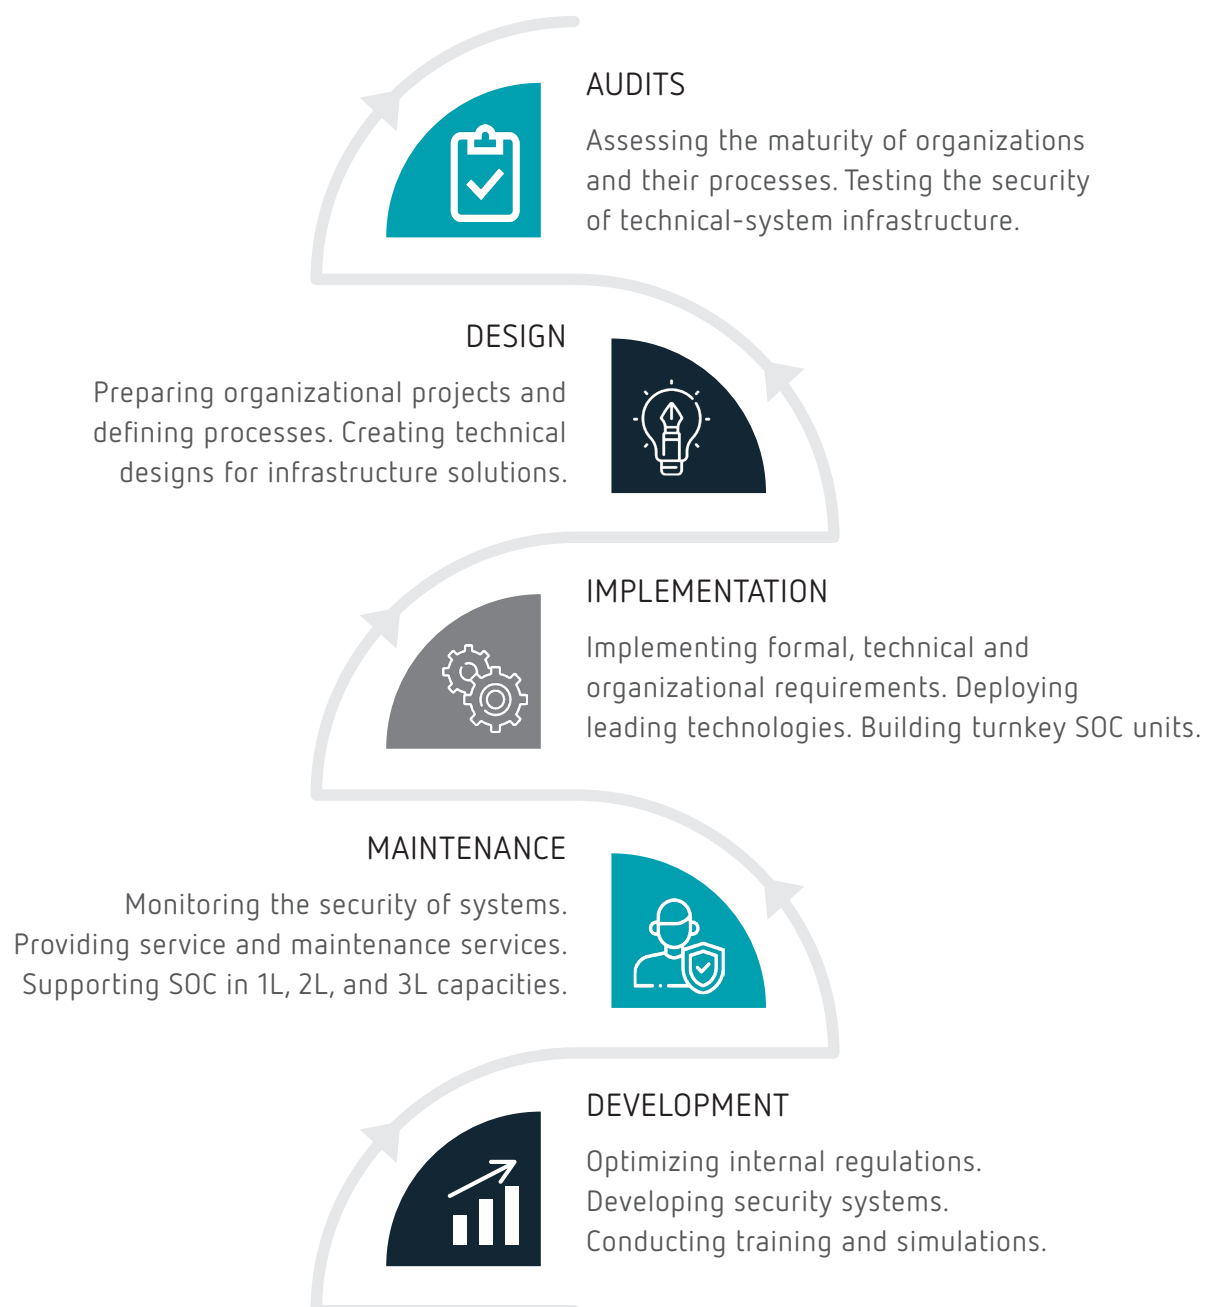 AUDITS
Assessing the maturity of organizations
and their processes. Testing the security
of technical-system infrastructure.
DESIGN
Preparing organizational projects and
defining processes. Creating technical
designs for infrastructure solutions.
IMPLEMENTATION
Implementing formal, technical and
organizational requirements. Deploying
leading technologies. Building turnkey SOC units.
MAINTENANCE
Monitoring the security of systems.
Providing service and maintenance services.
Supporting SOC in 1L, 2L, and 3L capacities.
DEVELOPMENT
Optimizing internal regulations.
Developing security systems.
Conducting training and simulations.